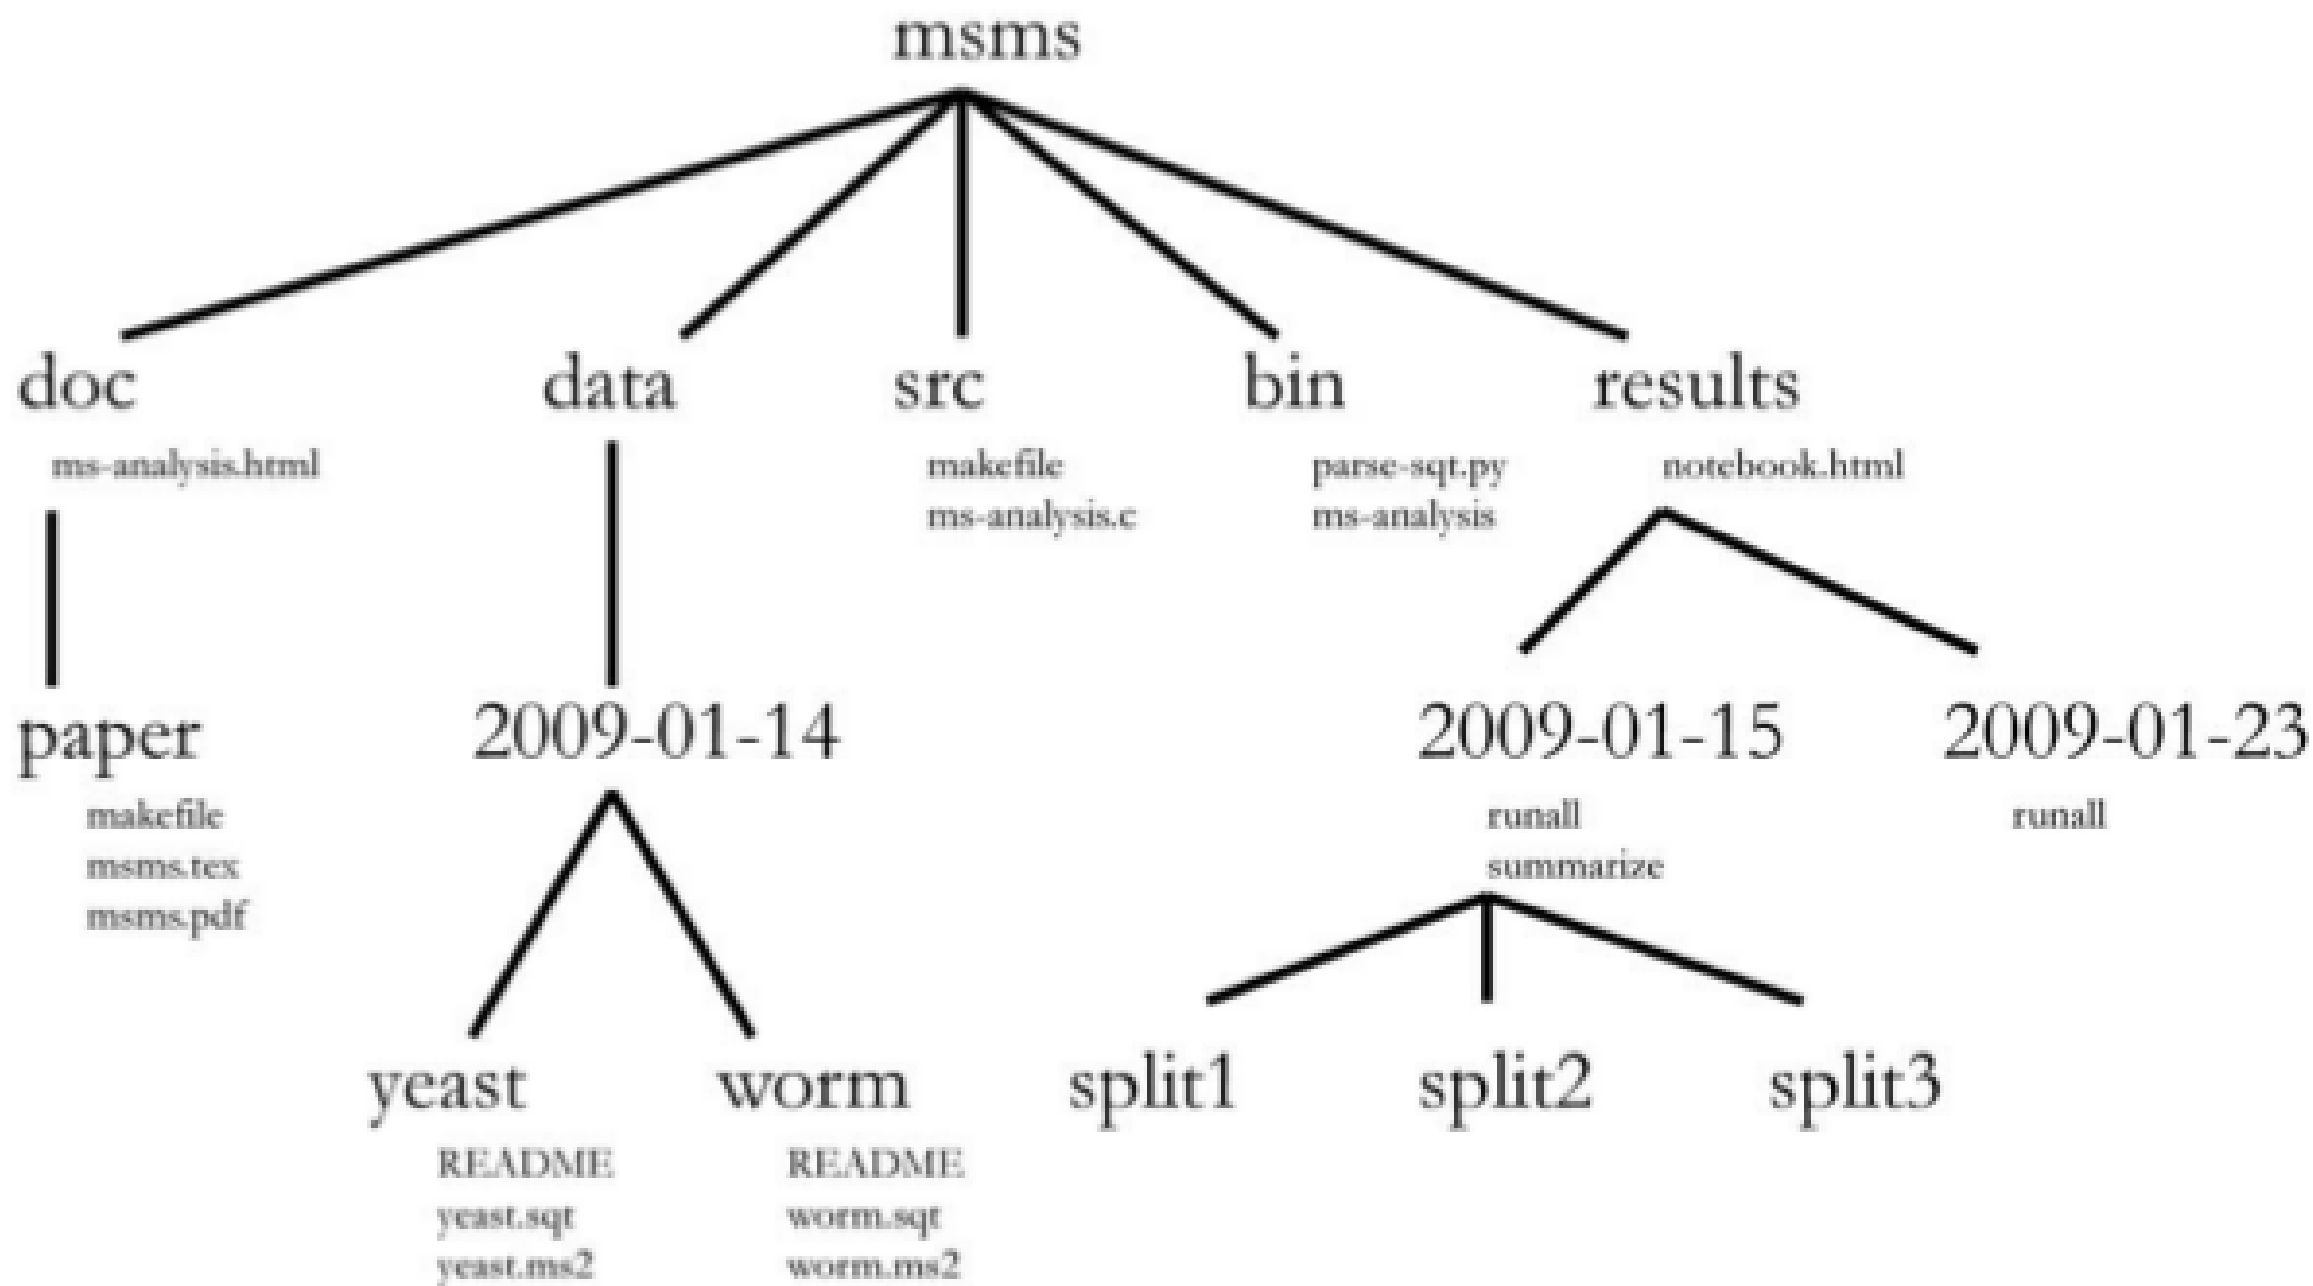 msms
doc data src bin results
ms-analysis.html makefile parse-sqt.py notebook.html
ms-analysis.c ms-analysis
paper 2009-01-14 2009-01-15 2009-01-23
makefile runall runall
msms.tex summarize
msms.pdf
yeast worm split1 split2 split3
README README
yeast.sqt worm.sqt
yeast.ms2 worm.ms2